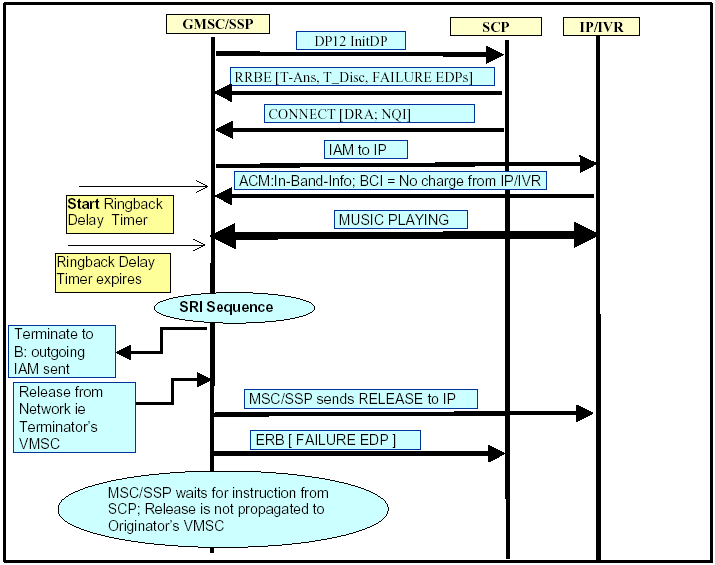 GMSC/SSP
SCP
IP/IVR
DP12 InitDP
RRBE [T-Ans, T_Disc, FAILURE EDPs]
CONNECT [DRA; NQI]
IAM to IP
ACM:In-Band-Info; BCI = No charge from IP/IVR
Start Ringback
Delay Timer
MUSIC PLAYING
Ringback Delay
Timer expires
SRI Sequence
Terminate to
B: outgoing
IAM sent
Release from
Network ie
Terminator's
VMSC
MSC/SSP sends RELEASE to IP
ERB [ FAILURE EDP ]
MSC/SSP waits for instruction from
SCP; Release is not propagated to
Originator's VMSC